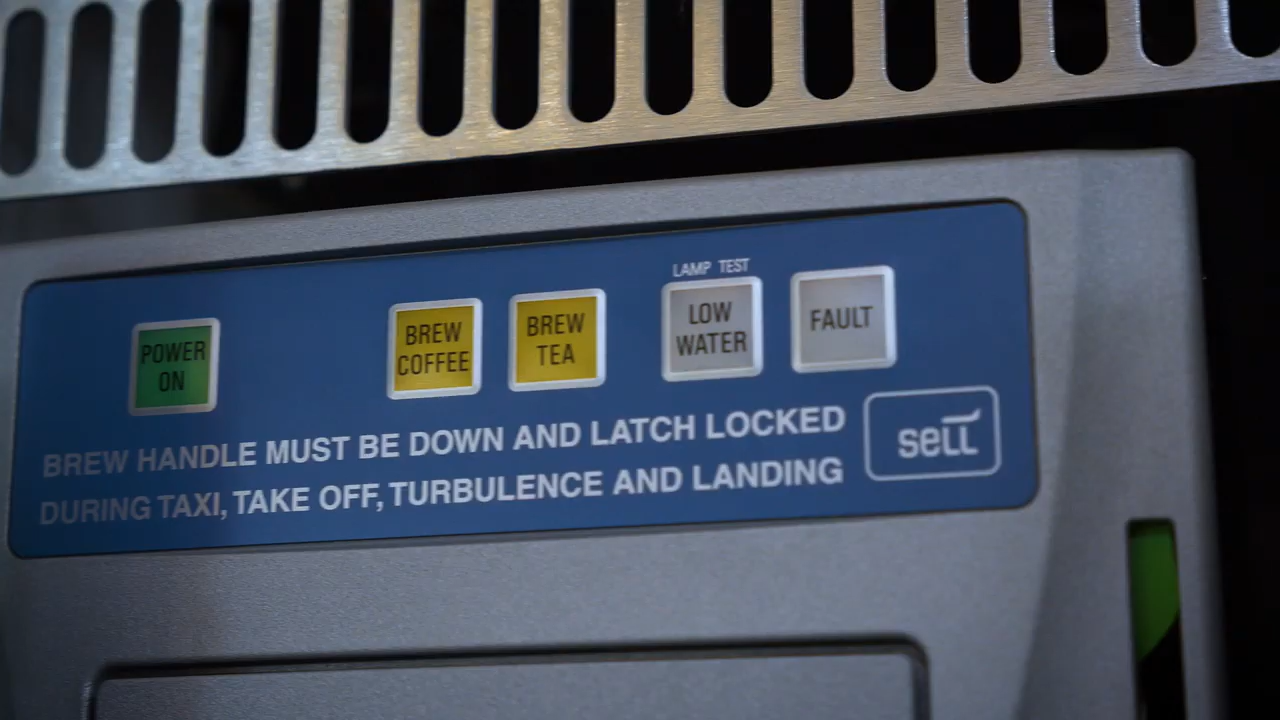 LAMP TEST
POWER
ON
BREW
COFFEE
BREW
TEA
LOW
WATER
FAULT
BREW HANDLE MUST BE DOWN AND LATCH LOCKED
DURING TAXI, TAKE OFF, TURBULENCE AND LANDING
sell